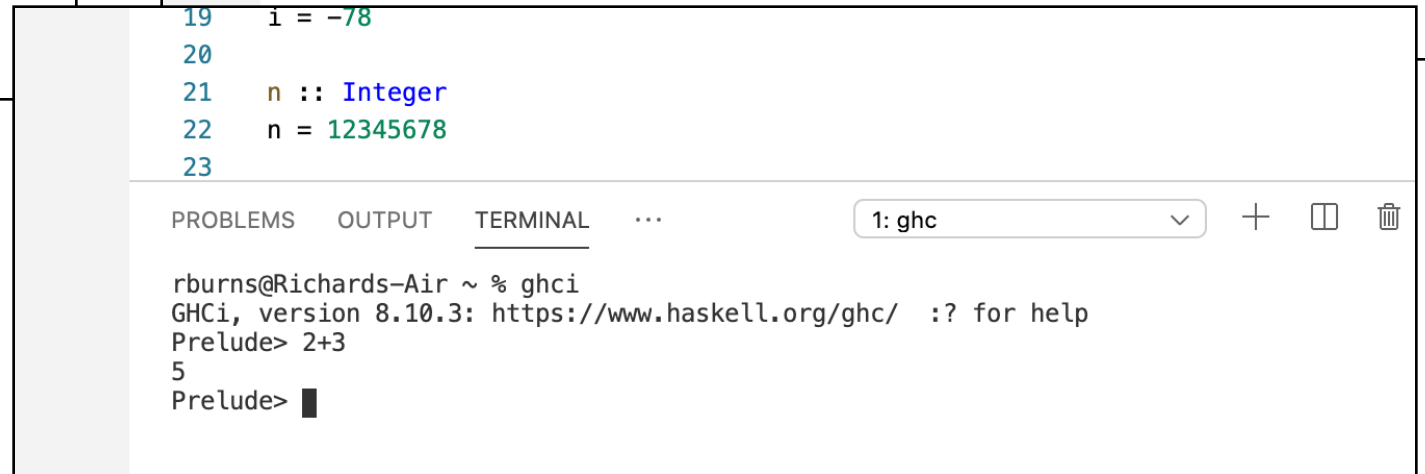 19 i = -78
20
21 n :: Integer
22 n = 12345678
23
PROBLEMS OUTPUT TERMINAL ··· 1: ghc
rburns@Richards-Air ~ % ghci
GHCi, version 8.10.3: https://www.haskell.org/ghc/  :? for help
Prelude> 2+3
5
Prelude>